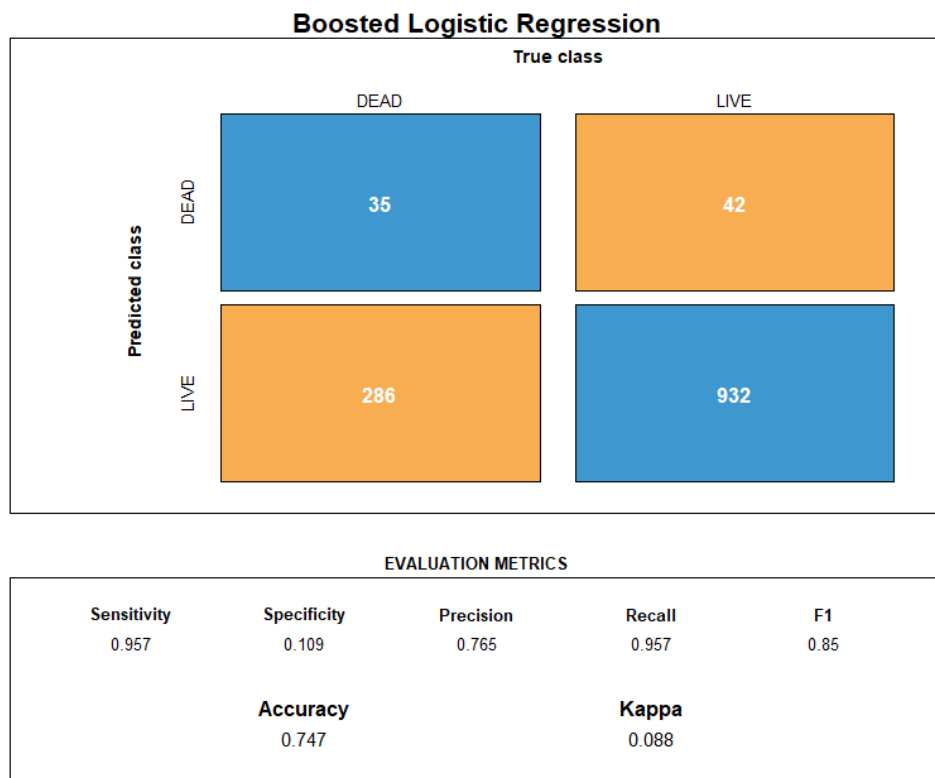 Boosted Logistic Regression
True class
DEAD LIVE
Predicted class
DEAD
35 42
LIVE
286 932
EVALUATION METRICS
Sensitivity Specificity Precision Recall F1
0.957 0.109 0.765 0.957 0.85
Accuracy Kappa
0.747 0.088